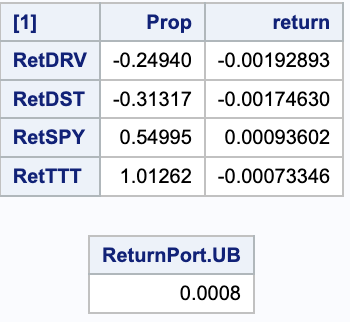 [1] Prop return
RetDRV -0.24940 -0.00192893
RetDST -0.31317 -0.00174630
RetSPY 0.54995 0.00093602
RetTTT 1.01262 -0.00073346
ReturnPort.UB
0.0008